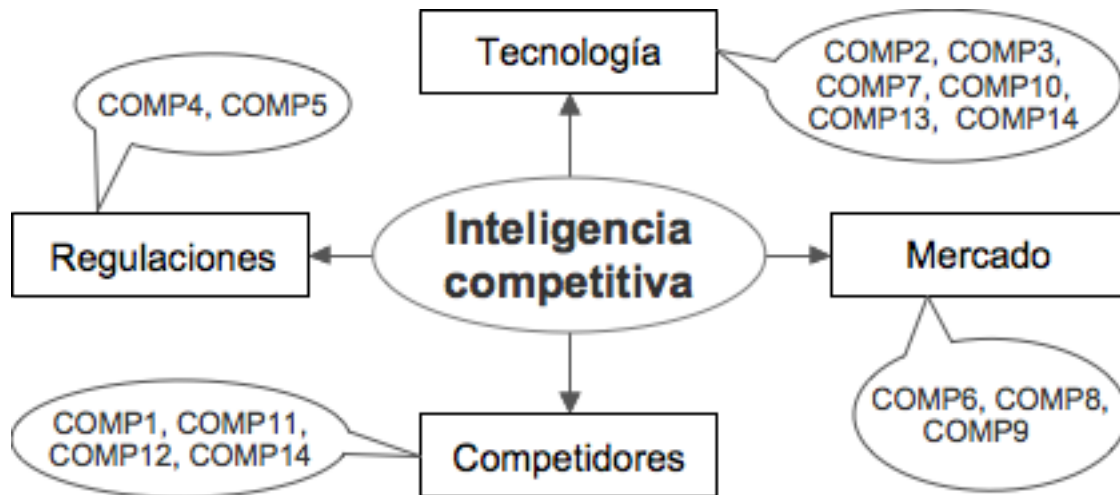 Tecnología
COMP2, COMP3,
COMP7, COMP10,
COMP13, COMP14
COMP4, COMP5
Regulaciones
Inteligencia
competitiva
Mercado
COMP6, COMP8,
COMP9
COMP1, COMP11,
COMP12, COMP14
Competidores